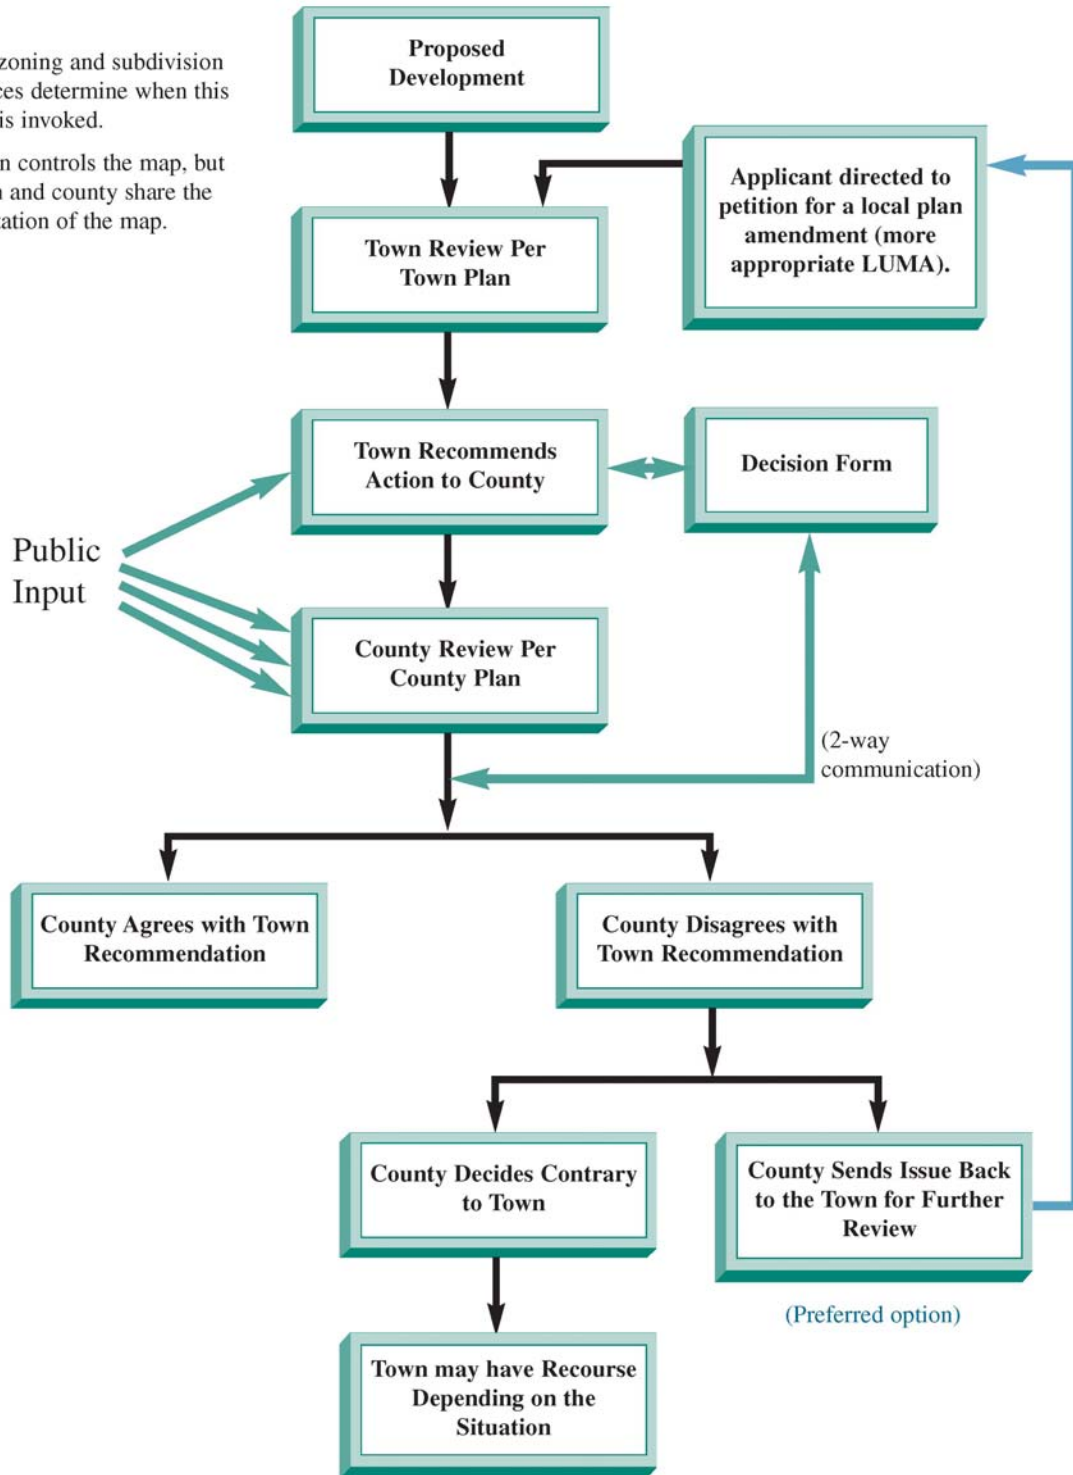 Proposed
Development
zoning and subdivision
ces determine when this
is invoked.
n controls the map, but
n and county share the
tation of the map.
Applicant directed to
petition for a local plan
amendment (more
appropriate LUMA).
Town Review Per
Town Plan
Town Recommends
Action to County
Decision Form
Public
Input
County Review Per
County Plan
(2-way
communication)
County Agrees with Town
Recommendation
County Disagrees with
Town Recommendation
County Decides Contrary
to Town
County Sends Issue Back
to the Town for Further
Review
(Preferred option)
Town may have Recourse
Depending on the
Situation